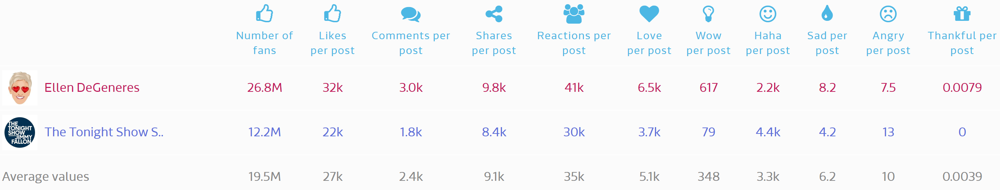 Number of fans
Likes per post
Comments per post
Shares per post
Reactions per post
Love per post
Wow per post
Haha per post
Sad per post
Angry per post
Thankful per post
Ellen DeGeneres 26.8M 32k 3.0k 9.8k 41k 6.5k 617 2.2k 8.2 7.5 0.0079
THE
TONIGHT
SHOW
STARRING
JIMMY
FALLON
The Tonight Show S.. 12.2M 22k 1.8k 8.4k 30k 3.7k 79 4.4k 4.2 13 0
Average values 19.5M 27k 2.4k 9.1k 35k 5.1k 348 3.3k 6.2 10 0.0039